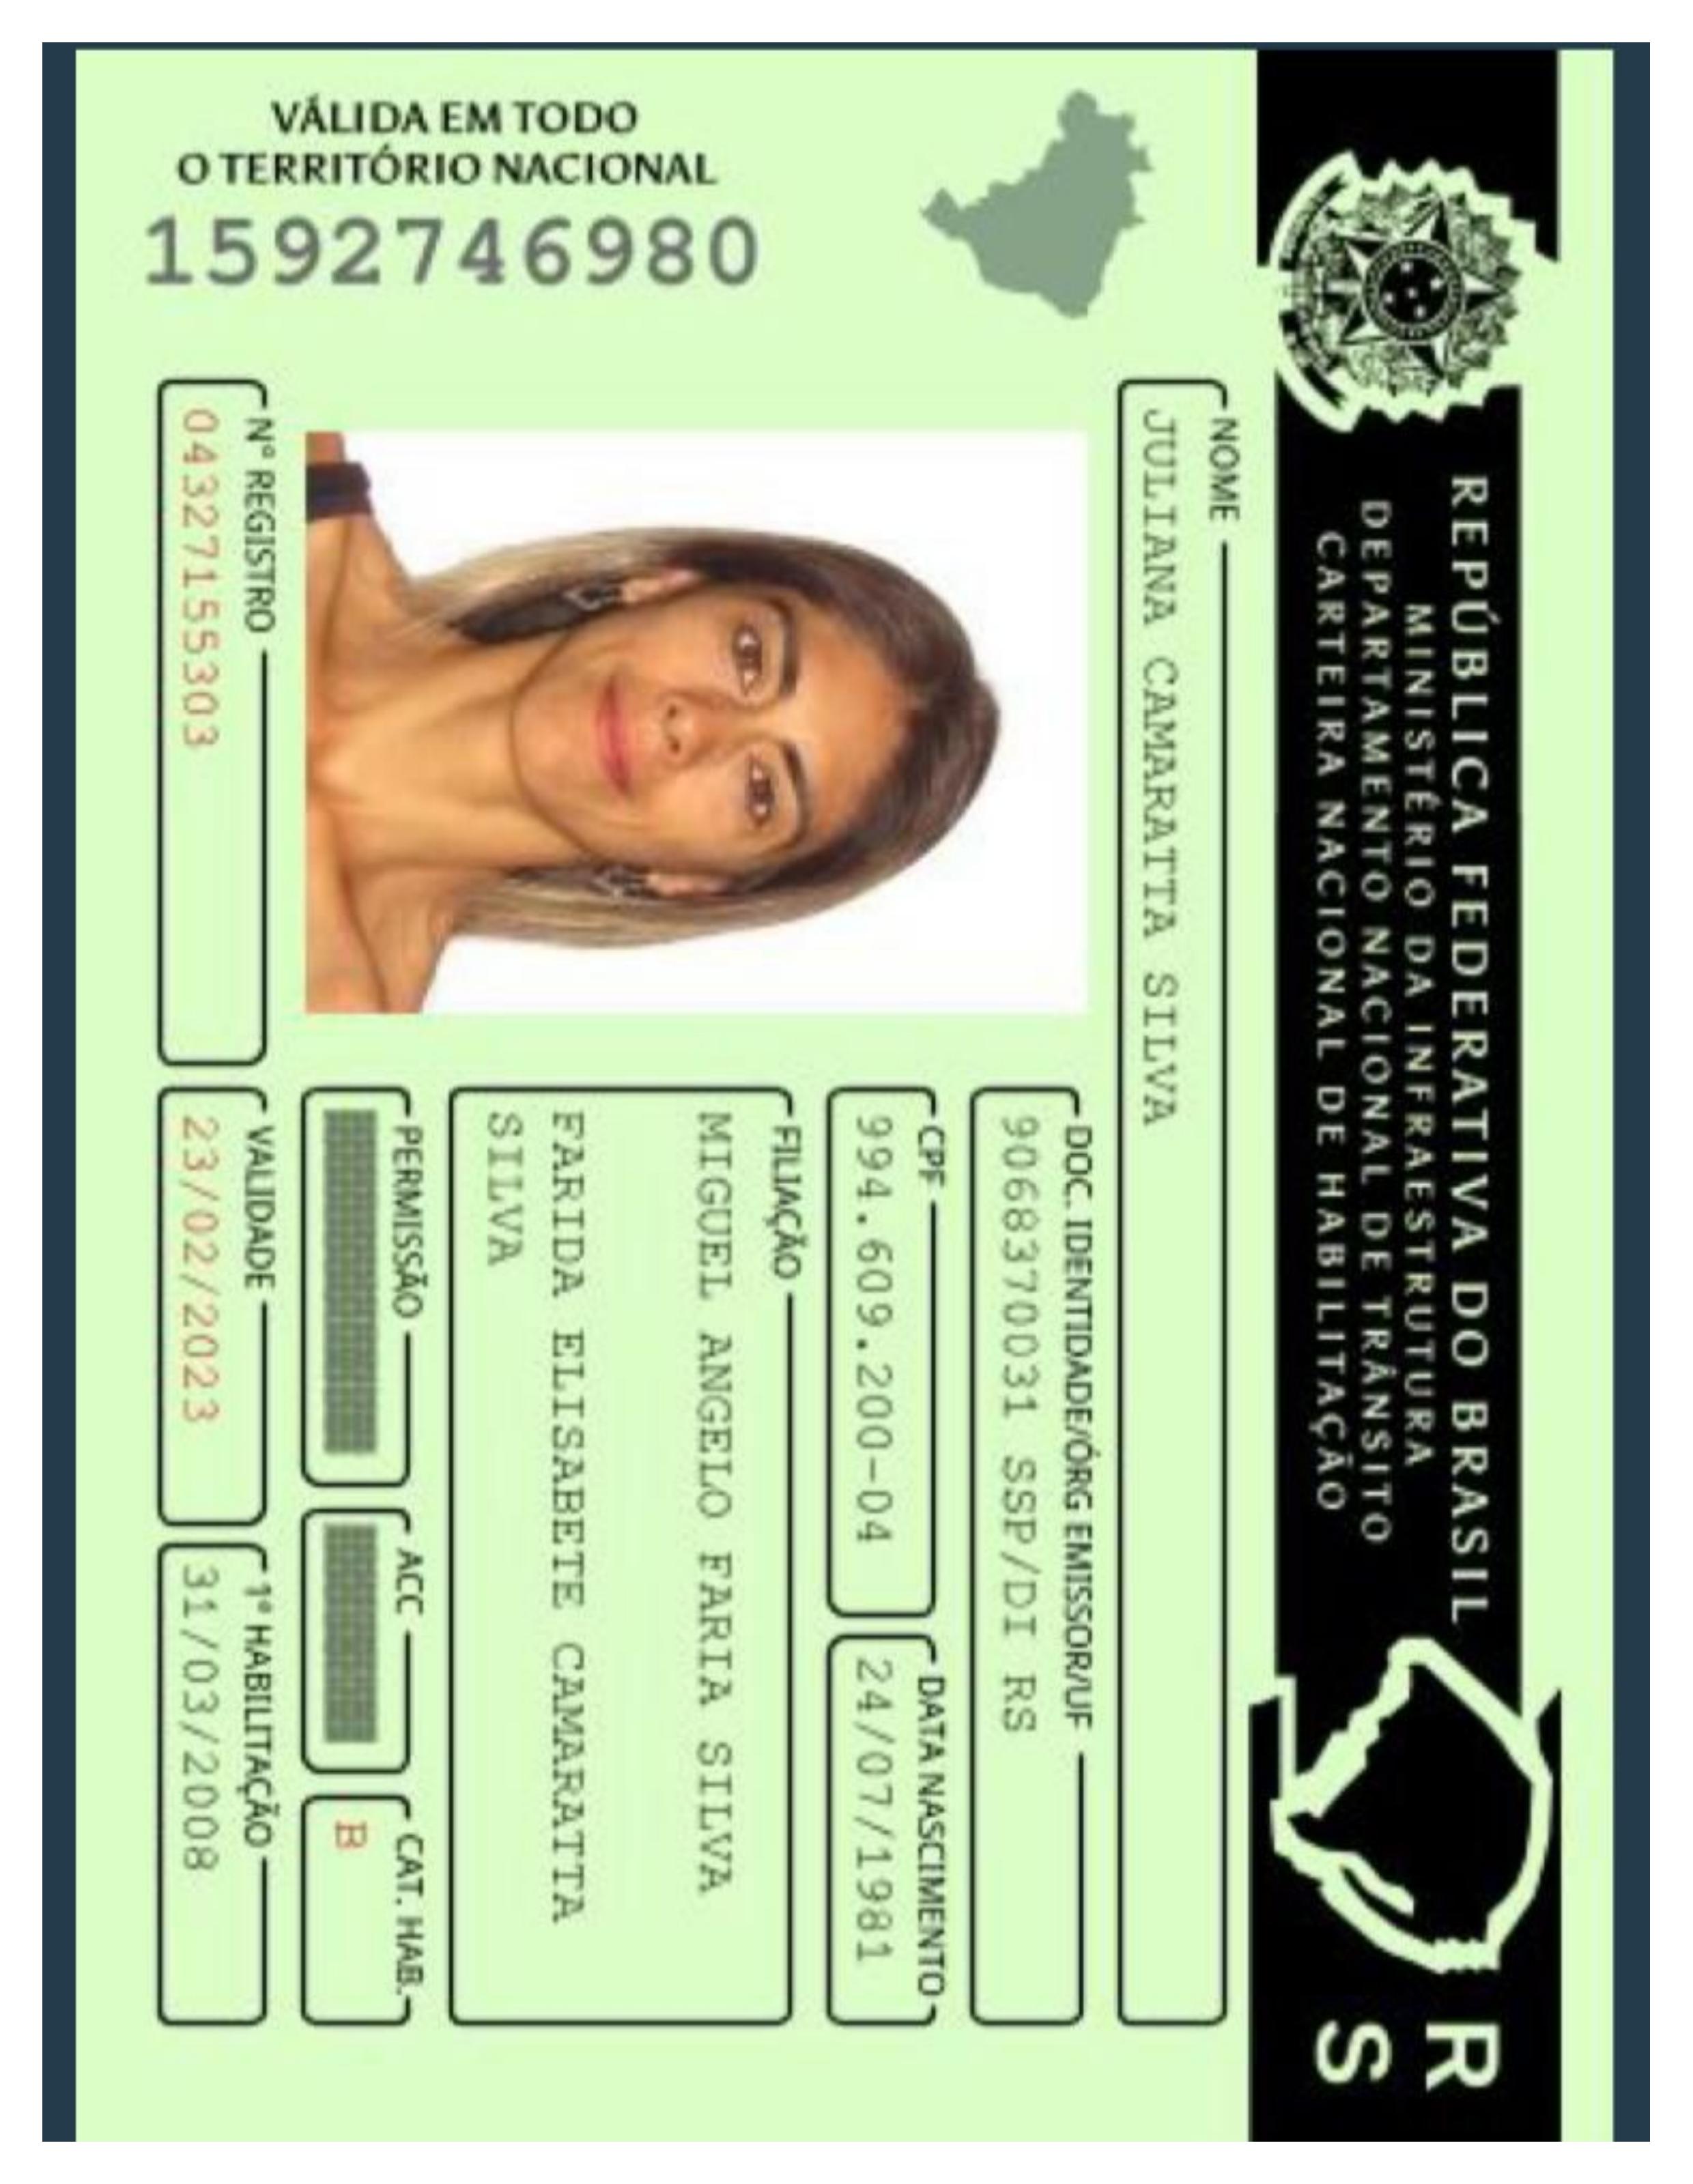 REPÚBLICA FEDERATIVA DO BRASIL
MINISTÉRIO DA INFRAESTRUTURA
DEPARTAMENTO NACIONAL DE TRÂNSITO
CARTEIRA NACIONAL DE HABILITAÇÃO
R
S
VÁLIDA EM TODO
O TERRITÓRIO NACIONAL
1592746980
NOME
JULIANA CAMARATTA SILVA
DOC. IDENTIDADE/ÓRG EMISSOR/UF
9068370031 SSP/DI RS
CPF
994.609.200-04
DATA NASCIMENTO
24/07/1981
FILIAÇÃO
MIGUEL ANGELO FARIA SILVA
FARIDA ELISABETE CAMARATTA
SILVA
PERMISSÃO
ACC
CAT. HAB.
B
Nº REGISTRO
04327155303
VALIDADE
23/02/2023
1ª HABILITAÇÃO
31/03/2008